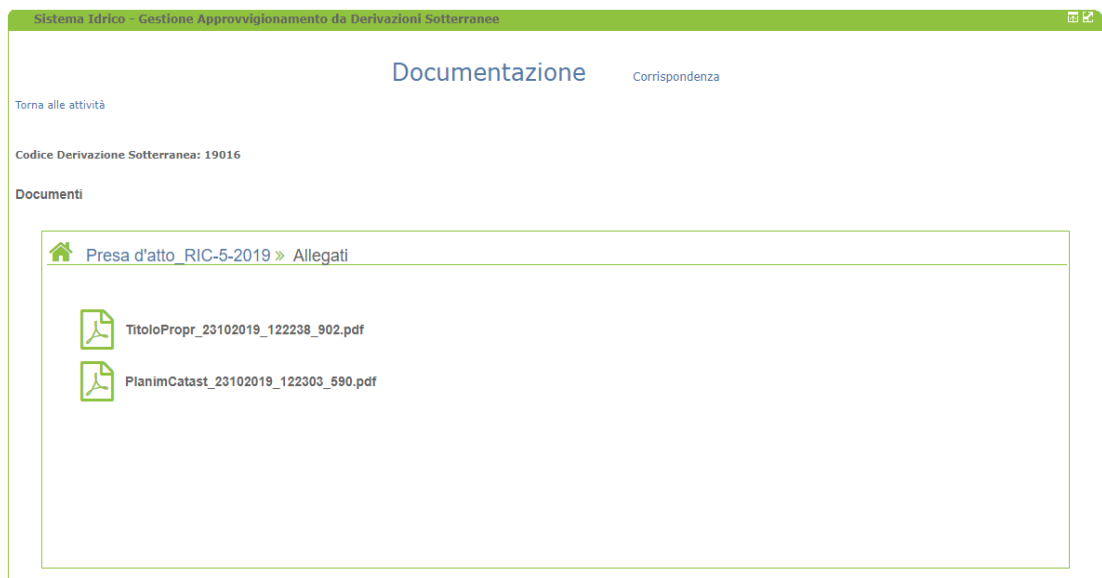 Sistema Idrico - Gestione Approvvigionamento da Derivazioni Sotterranee
Documentazione Corrispondenza
Torna alle attività
Codice Derivazione Sotterranea: 19016
Documenti
Presa d'atto_RIC-5-2019 » Allegati
TitoloPropr_23102019_122238_902.pdf
PlanimCatast_23102019_122303_590.pdf